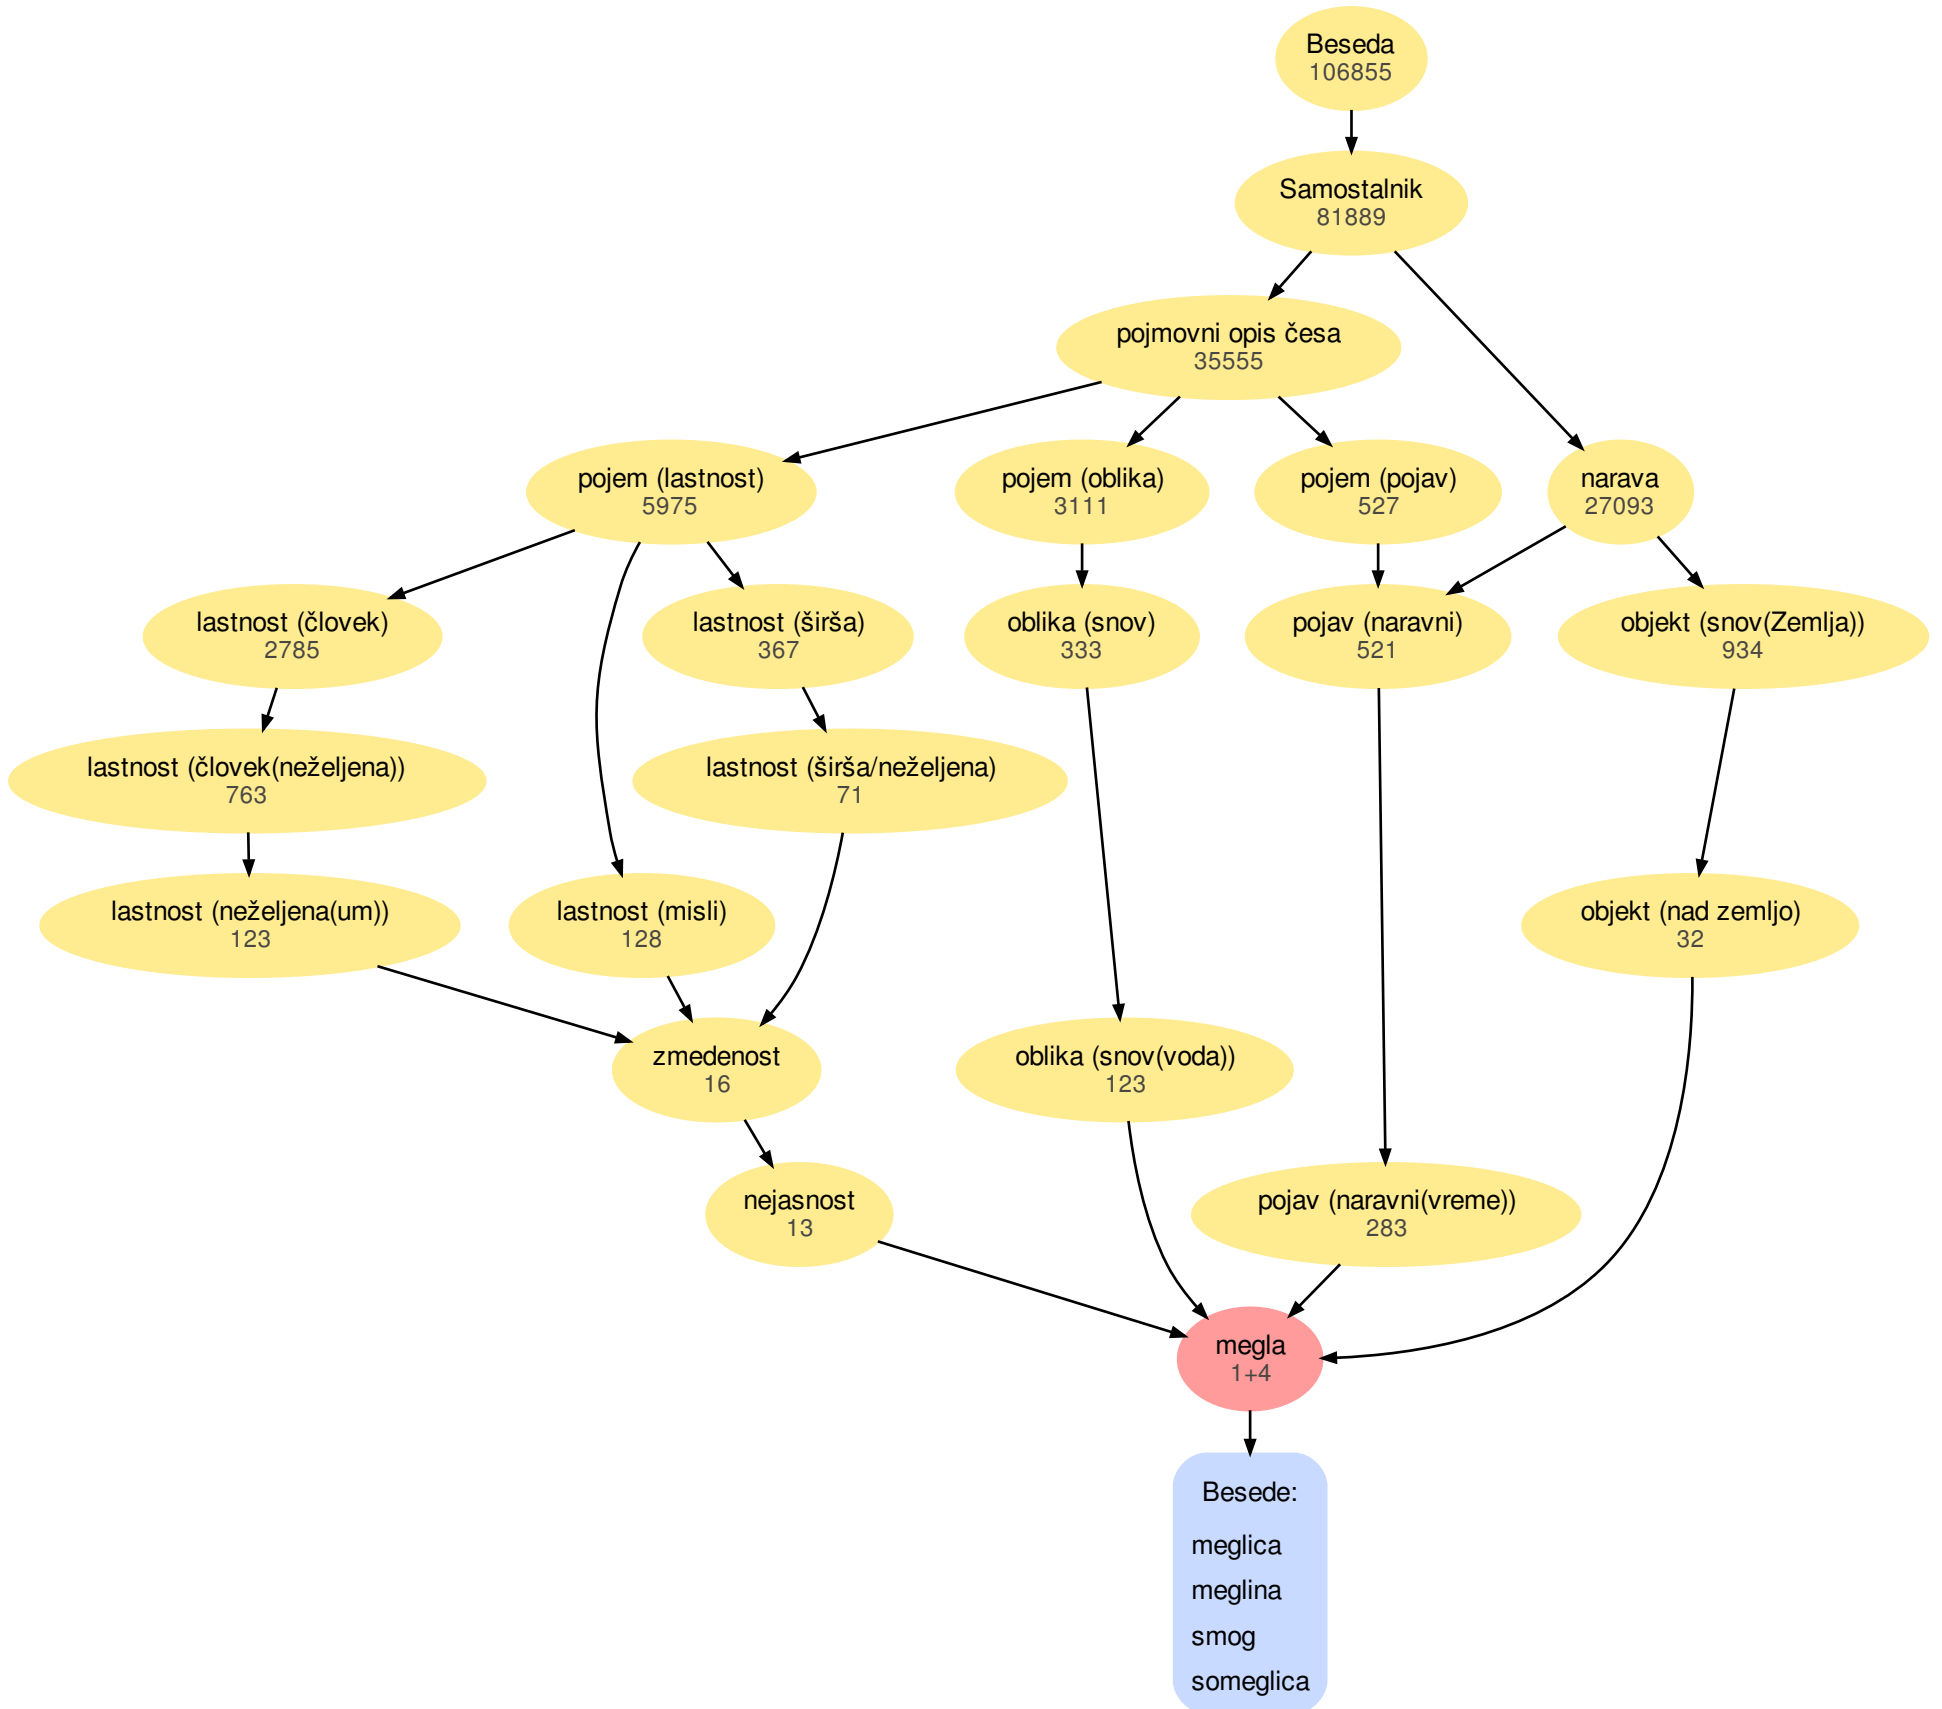 Beseda
106855
Samostalnik
81889
pojmovni opis česa
35555
pojem (lastnost)
5975
pojem (oblika)
3111
pojem (pojav)
527
narava
27093
lastnost (človek)
2785
lastnost (širša)
367
oblika (snov)
333
pojav (naravni)
521
objekt (snov(Zemlja))
934
lastnost (človek(neželjena))
763
lastnost (širša/neželjena)
71
lastnost (neželjena(um))
123
lastnost (misli)
128
objekt (nad zemljo)
32
zmedenost
16
oblika (snov(voda))
123
nejasnost
13
pojav (naravni(vreme))
283
megla
1+4
Besede:
meglica
meglina
smog
someglica